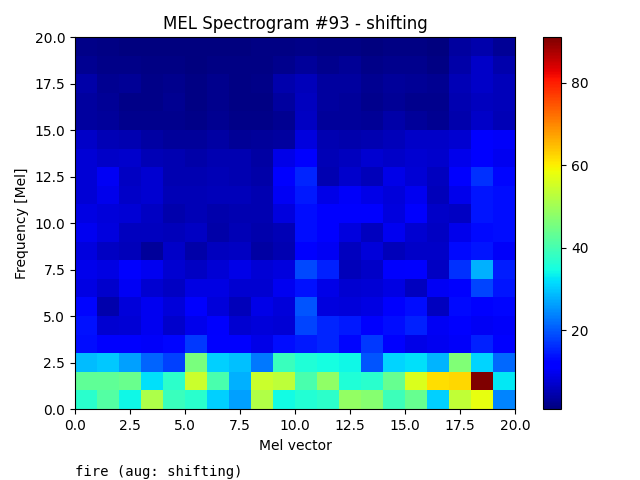 MEL Spectrogram #93 - shifting
20.0
17.5
15.0
12.5
10.0
7.5
5.0
2.5
0.0
Frequency [Mel]
0.0 2.5 5.0 7.5 10.0 12.5 15.0 17.5 20.0
Mel vector
80
60
40
20
fire (aug: shifting)